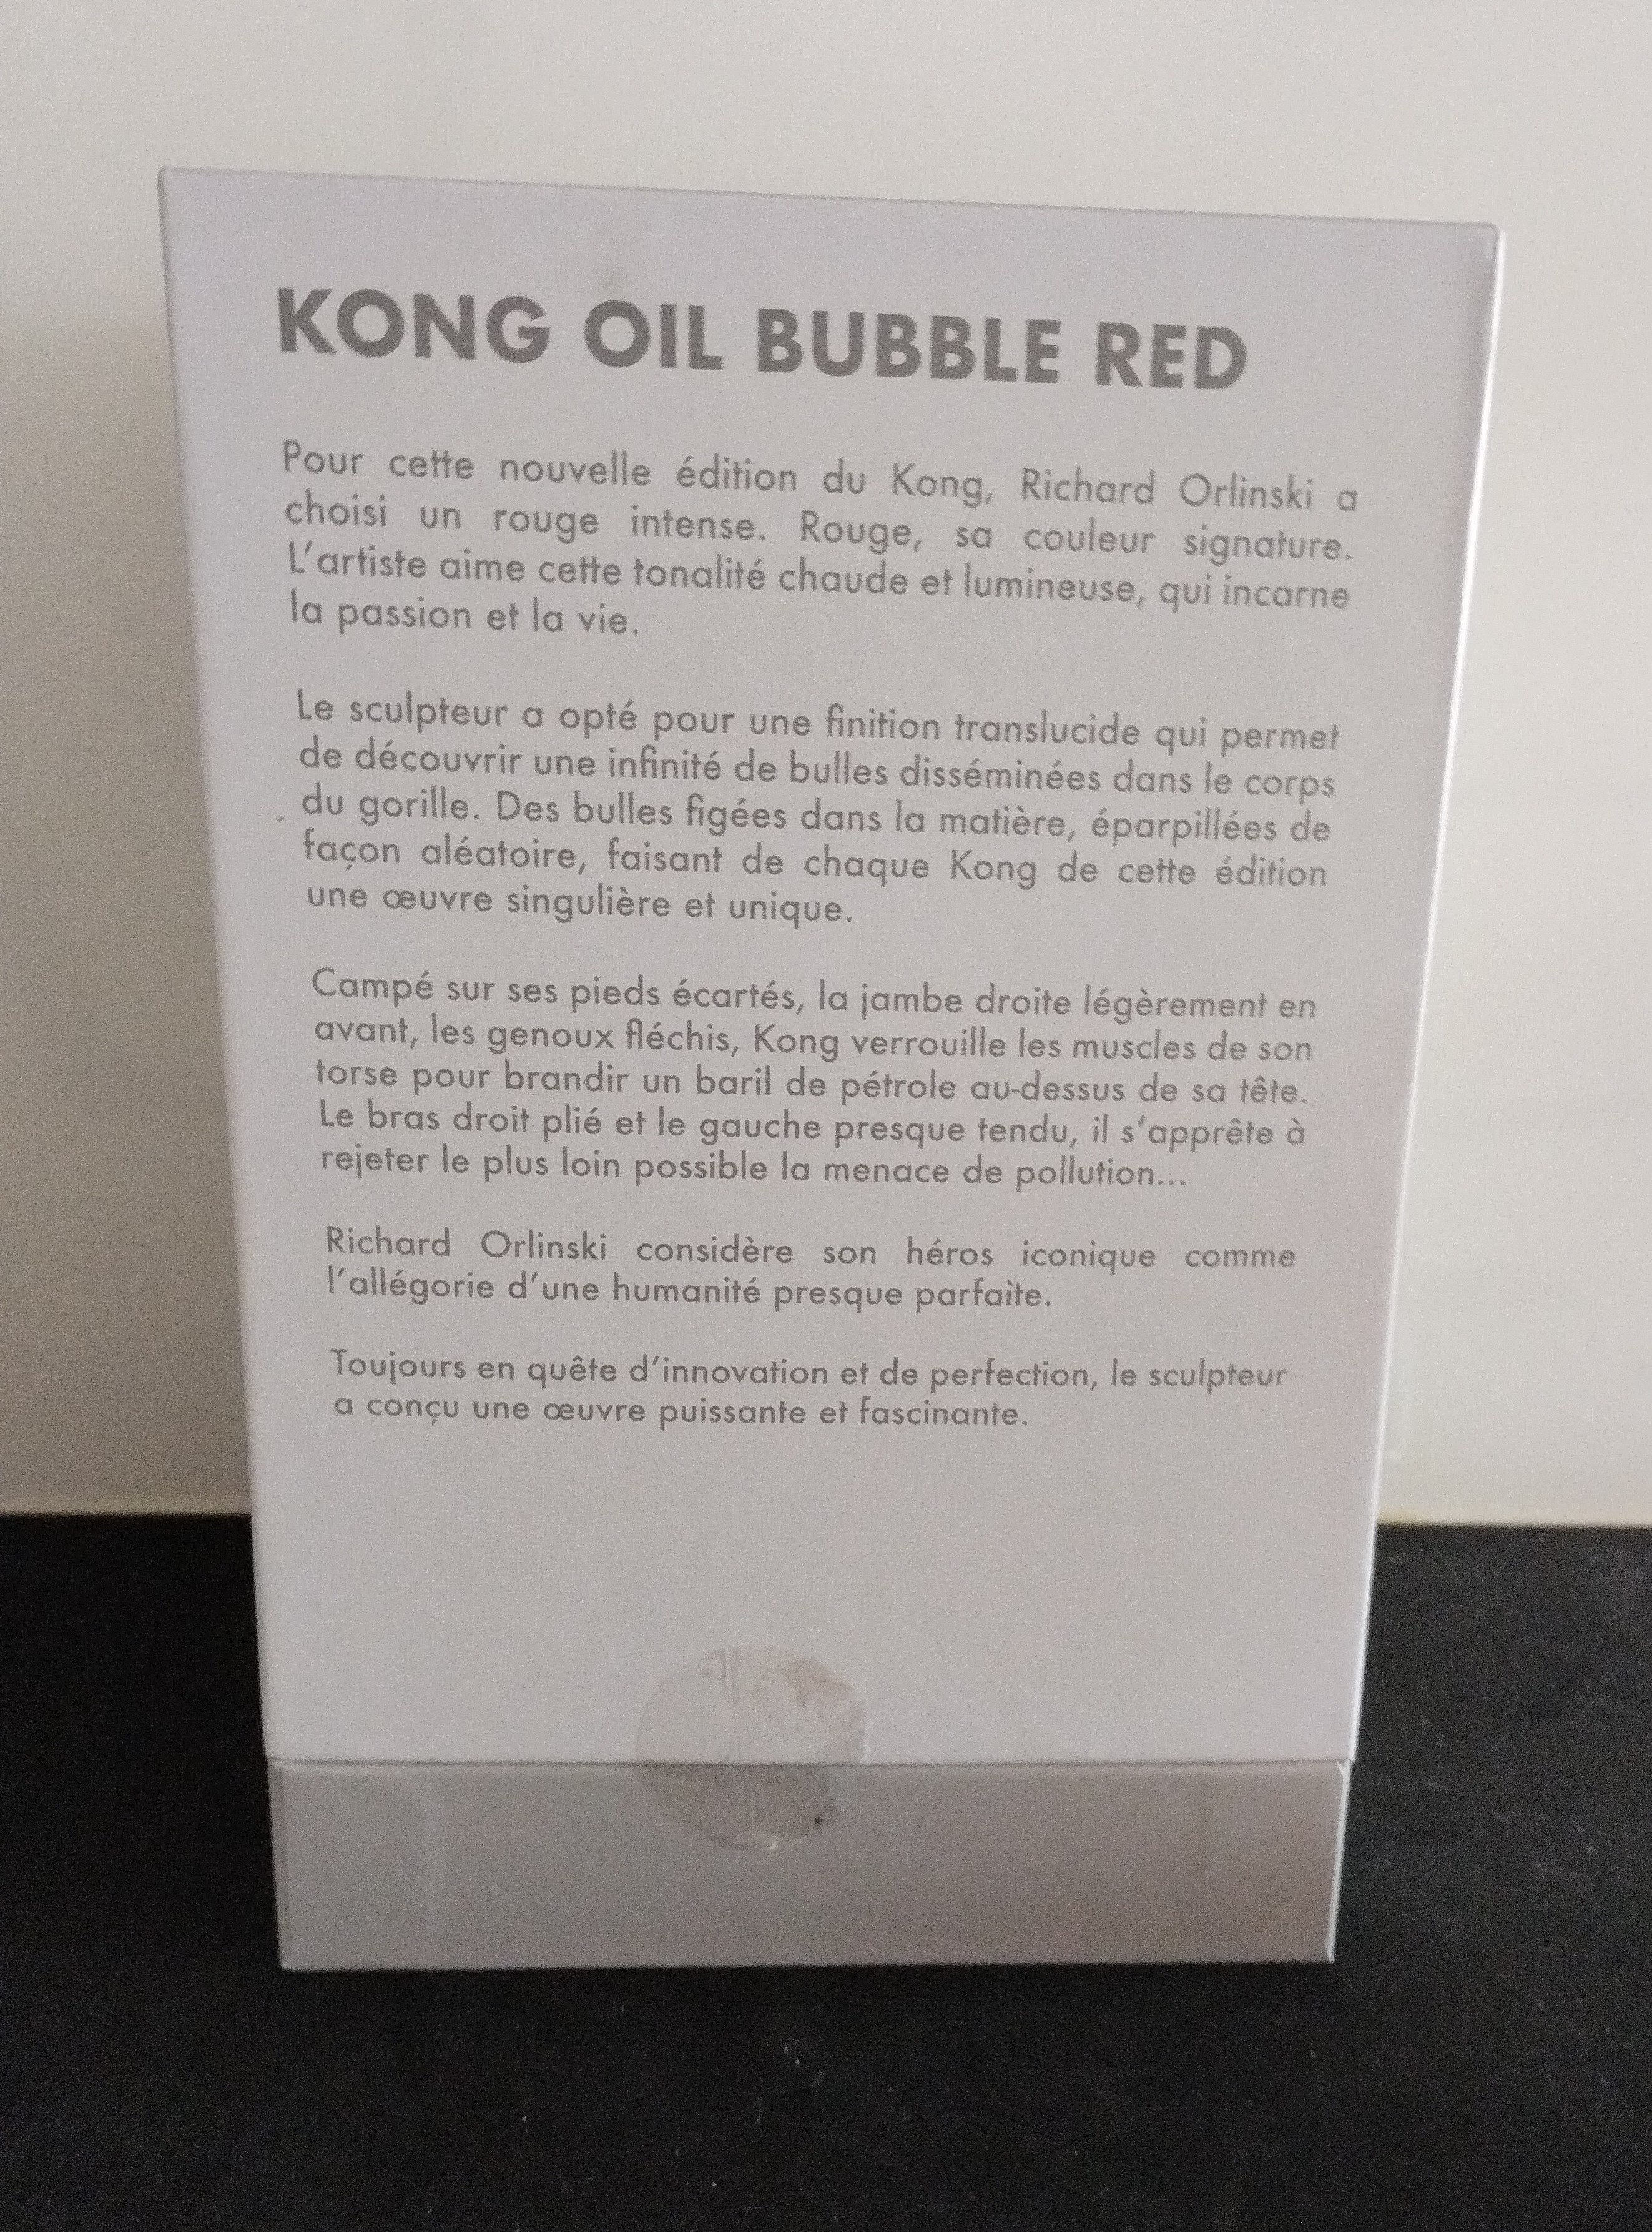 KONG OIL BUBBLE RED
Pour cette nouvelle édition du Kong, Richard Orlinski a
choisi un rouge intense. Rouge, sa couleur signature.
L'artiste aime cette tonalité chaude et lumineuse, qui incarne
la passion et la vie.
Le sculpteur a opté pour une finition translucide qui permet
de découvrir une infinité de bulles disséminées dans le corps
du gorille. Des bulles figées dans la matière, éparpillées de
façon aléatoire, faisant de chaque Kong de cette édition
une œuvre singulière et unique.
Campé sur ses pieds écartés, la jambe droite légèrement en
avant, les genoux fléchis, Kong verrouille les muscles de son
torse pour brandir un baril de pétrole au-dessus de sa tête.
Le bras droit plié et le gauche presque tendu, il s'apprête à
rejeter le plus loin possible la menace de pollution...
Richard Orlinski considère son héros iconique comme
l'allégorie d'une humanité presque parfaite.
Toujours en quête d'innovation et de perfection, le sculpteur
a conçu une œuvre puissante et fascinante.